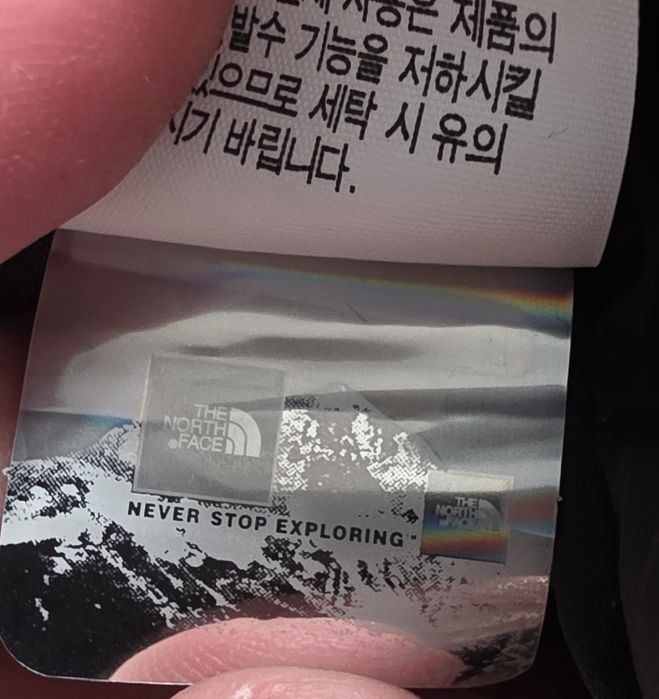 사용은 제품의
발수 기능을 저하시킬
있으므로 세탁 시 유의
시기 바랍니다.
THE
NORTH
FACE
NEVER STOP EXPLORING™
THE
NORTH
FACE